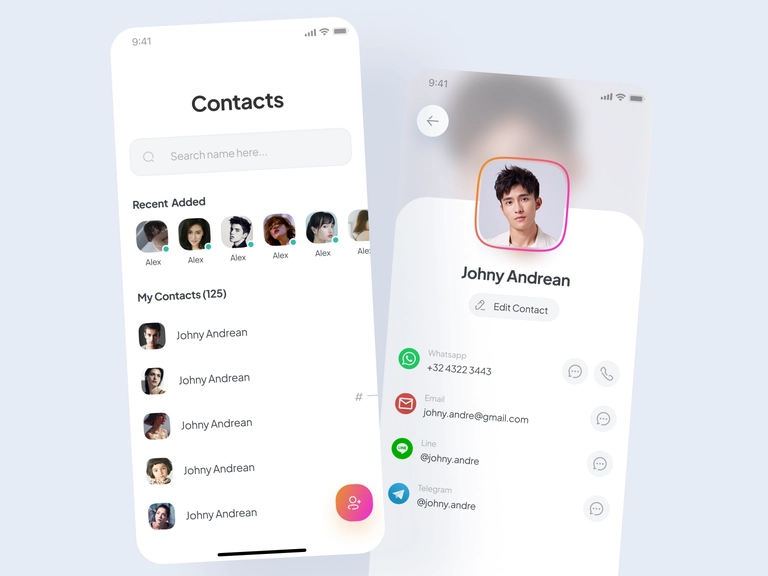 9:41
Contacts
Search name here...
Recent Added
Alex
Alex
Alex
Alex
Alex
Alex
My Contacts (125)
Johny Andrean
Johny Andrean
Johny Andrean
Johny Andrean
Johny Andrean
#
9:41
Johny Andrean
Edit Contact
Whatsapp
+32 4322 3443
Email
johny.andre@gmail.com
Line
LINE
@johny.andre
Telegram
@johny.andre